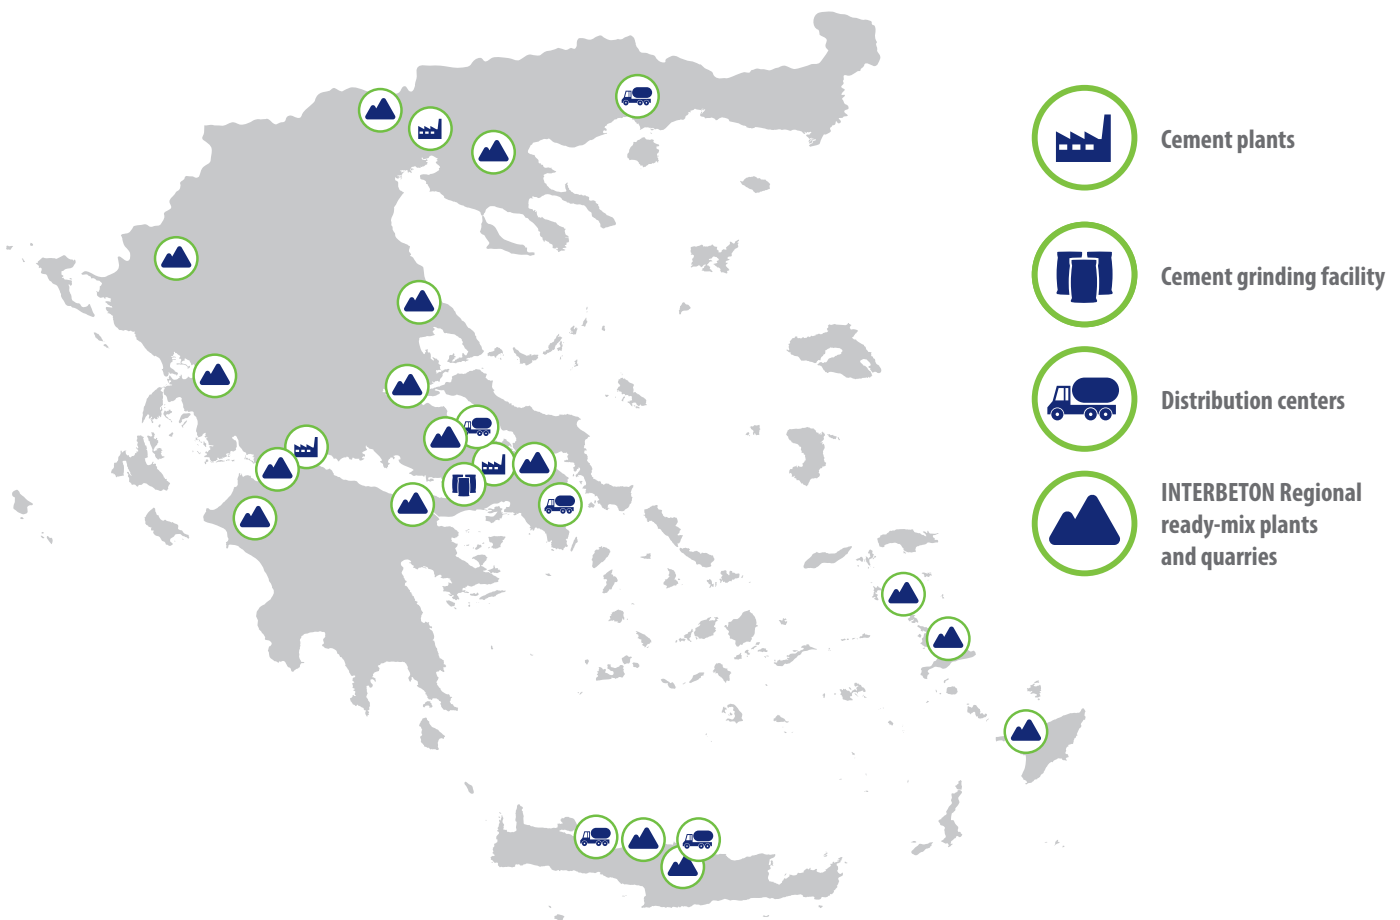 Cement plants
Cement grinding facility
Distribution centers
INTERBETON Regional
ready-mix plants
and quarries